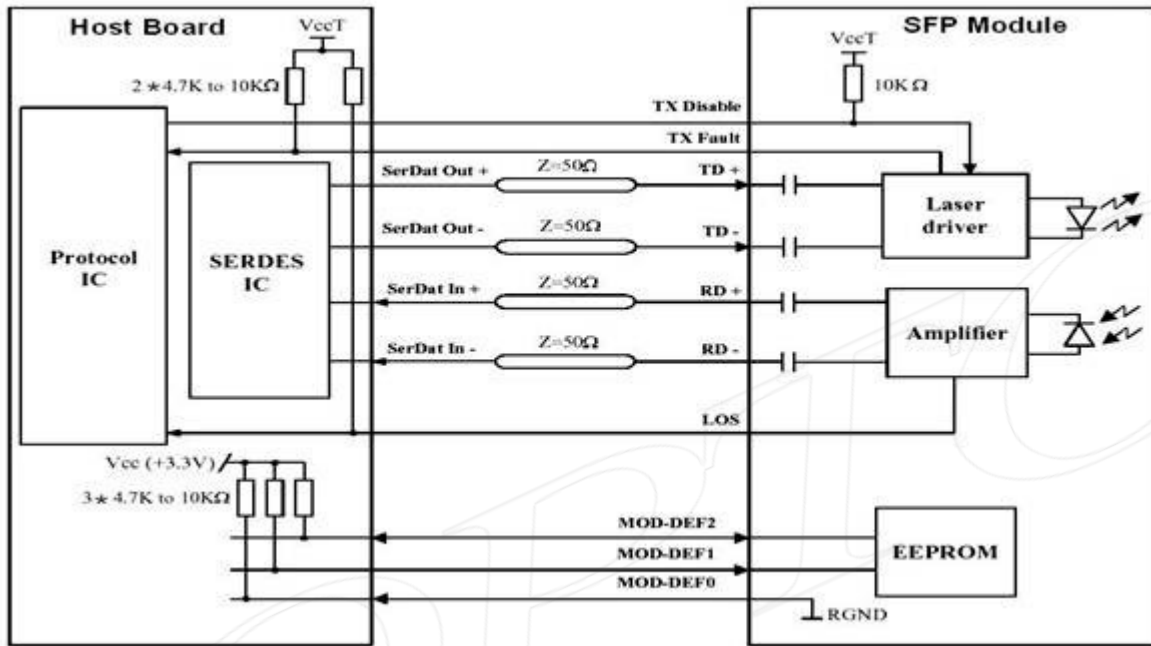 Host Board
SFP Module
VccT
VccT
2*4.7K to 10KΩ
10KΩ
TX Disable
TX Fault
SerDat Out +
Z=50Ω
TD +
SerDat Out -
Z=50Ω
TD -
SerDat In +
Z=50Ω
RD +
SerDat In -
Z=50Ω
RD -
Protocol
IC
SERDES
IC
Laser
driver
Amplifier
LOS
Vcc (+3.3V)
3*4.7K to 10KΩ
MOD-DEF2
MOD-DEF1
MOD-DEF0
EEPROM
RGND